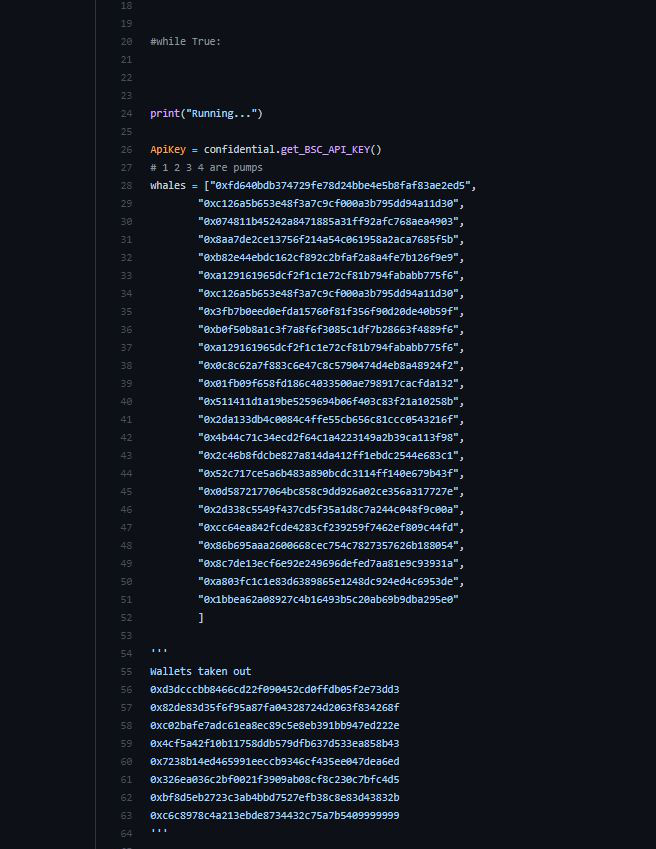 18
19
20 #while True:
21
22
23
24 print("Running...")
25
26 ApiKey = confidential.get_BSC_API_KEY()
27 # 1 2 3 4 are pumps
28 whales = ["0xfd640bdb374729fe78d24bbe4e5b8faf83ae2ed5",
29 "0xc126a5b653e48f3a7c9cf000a3b795dd94a11d30",
30 "0x074811b45242a8471885a31ff92afc768aea4903",
31 "0x8aa7de2ce13756f214a54c061958a2aca7685f5b",
32 "0xb82e44ebdc162cf892c2bfaf2a8a4fe7b126f9e9",
33 "0xa129161965dcf2f1c1e72cf81b794fababb775f6",
34 "0xc126a5b653e48f3a7c9cf000a3b795dd94a11d30",
35 "0x3fb7b0eed0efda15760f81f356f90d20de40b59f",
36 "0xb0f50b8a1c3f7a8f6f3085c1df7b28663f4889f6",
37 "0xa129161965dcf2f1c1e72cf81b794fababb775f6",
38 "0x0c8c62a7f883c6e47c8c5790474d4eb8a48924f2",
39 "0x01fb09f658fd186c4033500ae798917cacfda132",
40 "0x511411d1a19be5259694b06f403c83f21a10258b",
41 "0x2da133db4c0084c4ffe55cb656c81ccc0543216f",
42 "0x4b44c71c34ecd2f64c1a4223149a2b39ca113f98",
43 "0x2c46b8fdcbe827a814da412ff1ebdc2544e683c1",
44 "0x52c717ce5a6b483a890bcdc3114ff140e679b43f",
45 "0x0d5872177064bc858c9dd926a02ce356a317727e",
46 "0x2d338c5549f437cd5f35a1d8c7a244c048f9c00a",
47 "0xcc64ea842fcde4283cf239259f7462ef809c44fd",
48 "0x86b695aaa2600668cec754c7827357626b188054",
49 "0x8c7de13ecf6e92e249696defed7aa81e9c93931a",
50 "0xa803fc1c1e83d6389865e1248dc924ed4c6953de",
51 "0x1bbea62a08927c4b16493b5c20ab69b9dba295e0"
52 ]
53
54 '''
55 Wallets taken out
56 0xd3dcccbb8466cd22f090452cd0ffdb05f2e73dd3
57 0x82de83d35f6f95a87fa04328724d2063f834268f
58 0xc02bafe7adc61ea8ec89c5e8eb391bb947ed222e
59 0x4cf5a42f10b11758ddb579dfb637d533ea858b43
60 0x7238b14ed465991eeccb9346cf435ee047dea6ed
61 0x326ea036c2bf0021f3909ab08cf8c230c7bfc4d5
62 0xbf8d5eb2723c3ab4bbd7527efb38c8e83d43832b
63 0xc6c8978c4a213ebde8734432c75a7b5409999999
64 '''